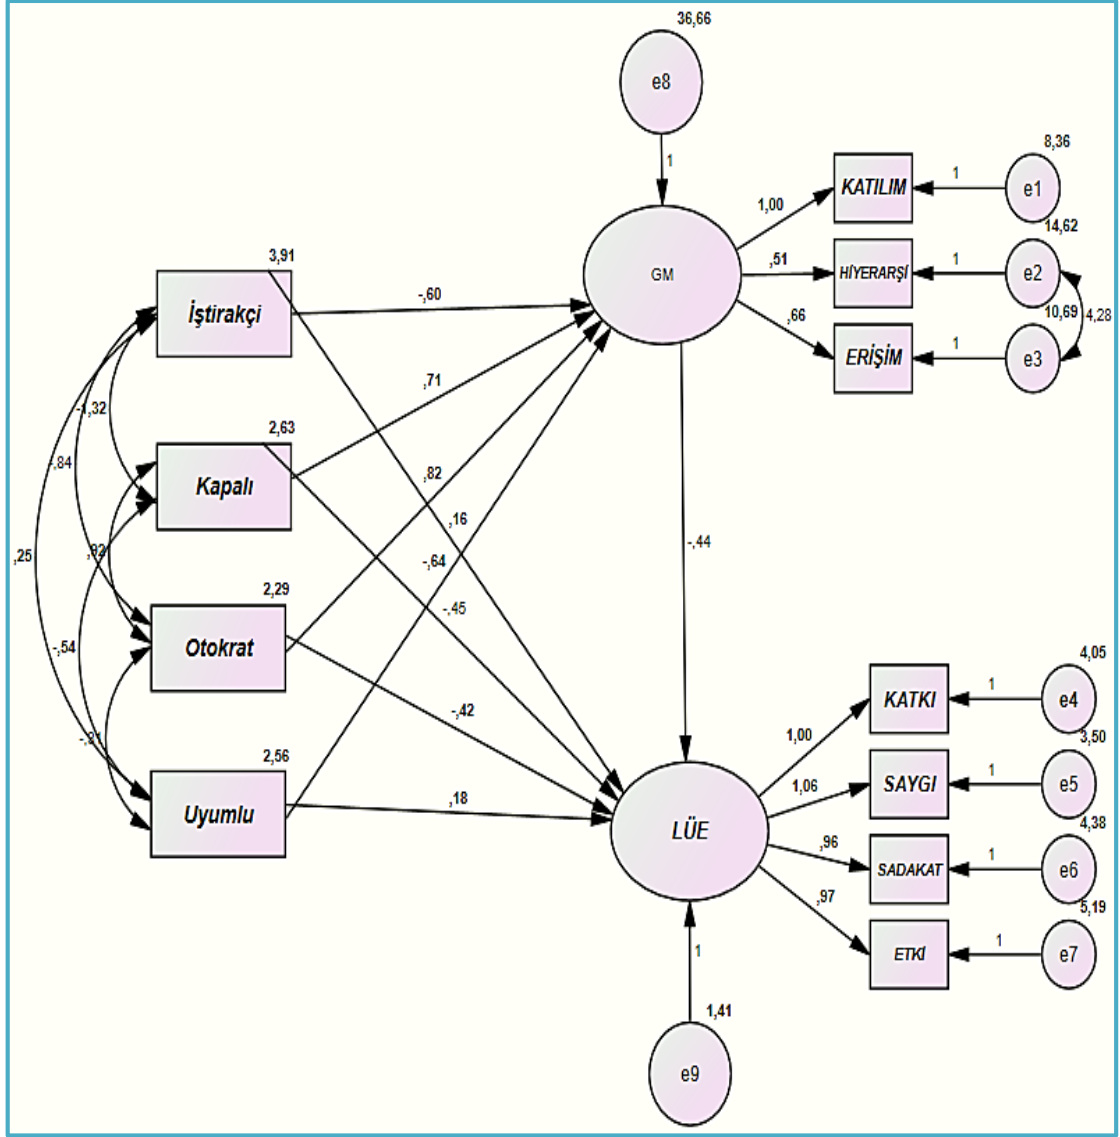 36,66
e8
1
8,36
KATILIM
1
e1
1,00
14,62
GM
,51
HİYERARŞİ
1
e2
3,91
İştirakçi
-,60
,66
10,69
4,28
ERİŞİM
1
e3
,71
-1,32
2,63
-,84
Kapalı
,82
,16
-,44
,25
-,64
2,29
-,45
Otokrat
-,54
-,42
4,05
KATKI
1
e4
1,00
3,50
2,56
SAYGI
1
e5
1,06
,18
Uyumlu
LÜE
4,38
,96
SADAKAT
1
e6
,97
5,19
ETKİ
1
e7
1
1,41
e9